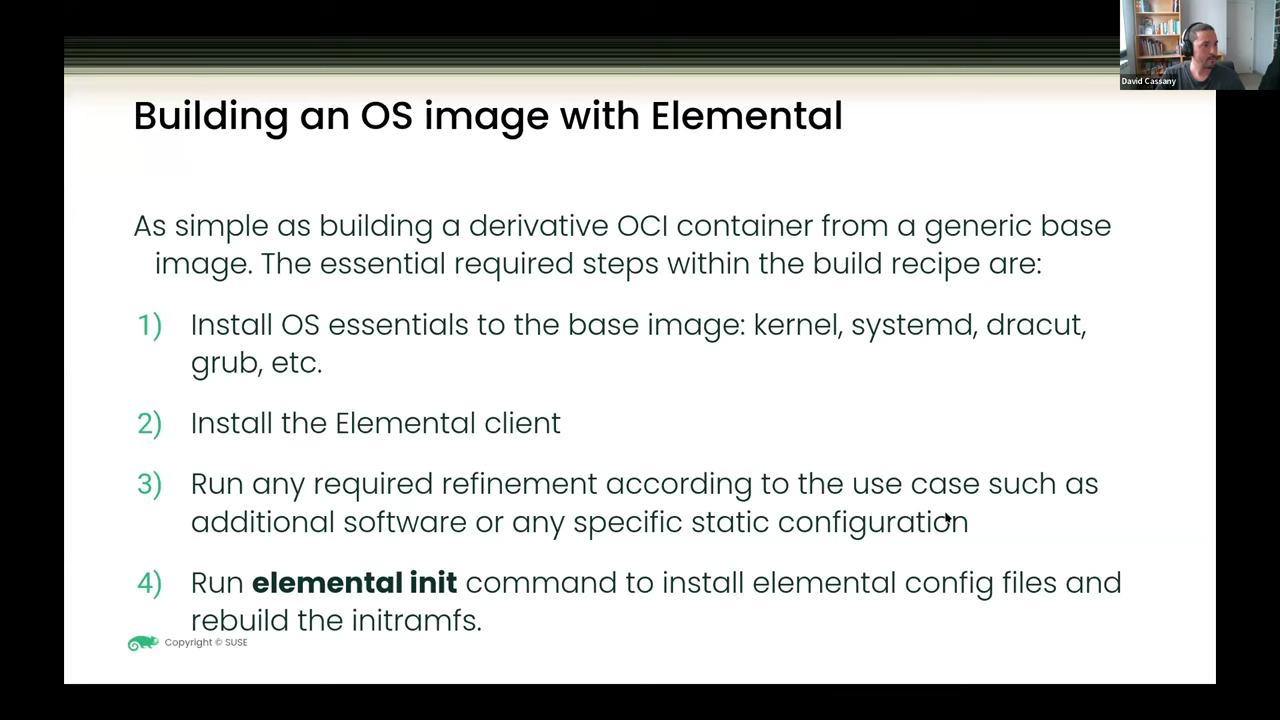 David Cassany
Building an OS image with Elemental
As simple as building a derivative OCI container from a generic base
image. The essential required steps within the build recipe are:
1) Install OS essentials to the base image: kernel, systemd, dracut,
grub, etc.
2) Install the Elemental client
3) Run any required refinement according to the use case such as
additional software or any specific static configuration
4) Run elemental init command to install elemental config files and
rebuild the initramfs.
Copyright © SUSE